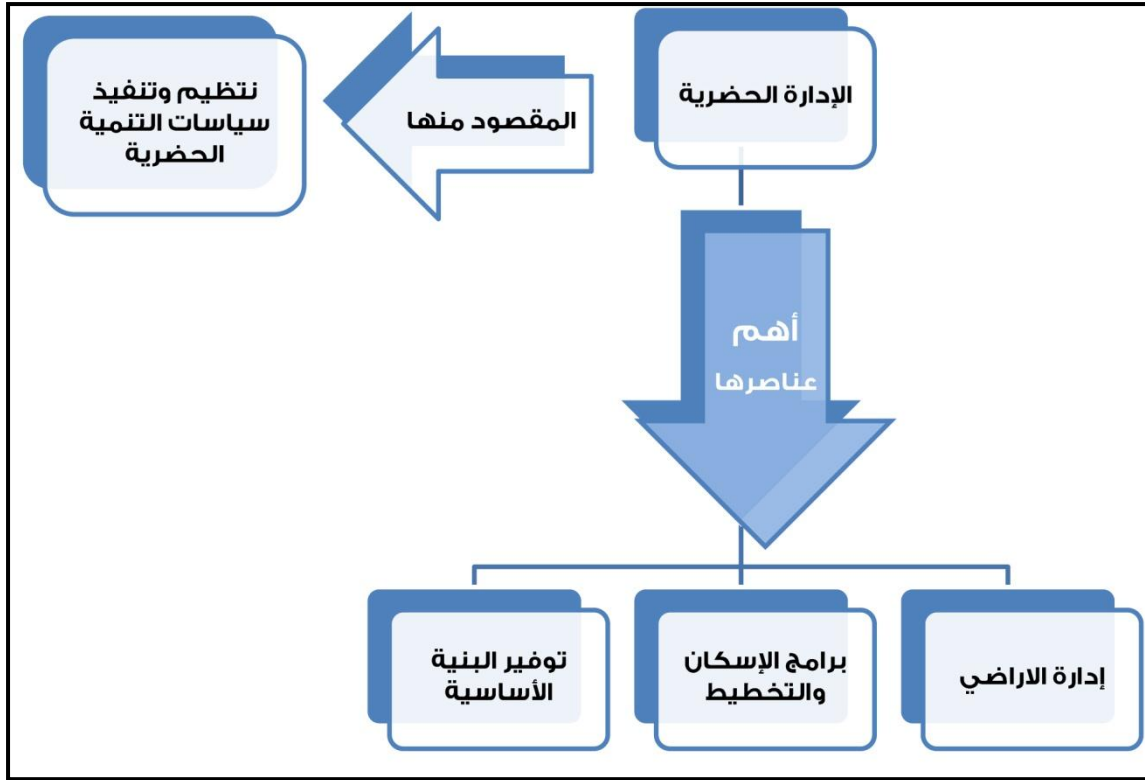 الإدارة الحضرية
المقصود منها
نتظيم وتنفيذ
سياسات التنمية
الحضرية
أهم
عناصرها
إدارة الاراضي
برامج الإسكان
والتخطيط
توفير البنية
الأساسية